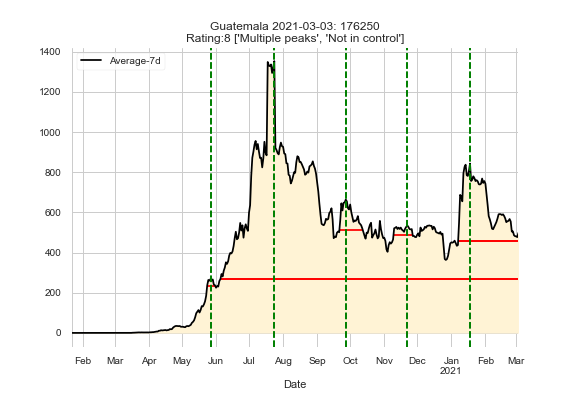 Guatemala 2021-03-03: 176250
Rating:8 ['Multiple peaks', 'Not in control']
Average-7d
1400
1200
1000
800
600
400
200
0
Feb Mar Apr May Jun Jul Aug Sep Oct Nov Dec Jan Feb Mar
2021
Date